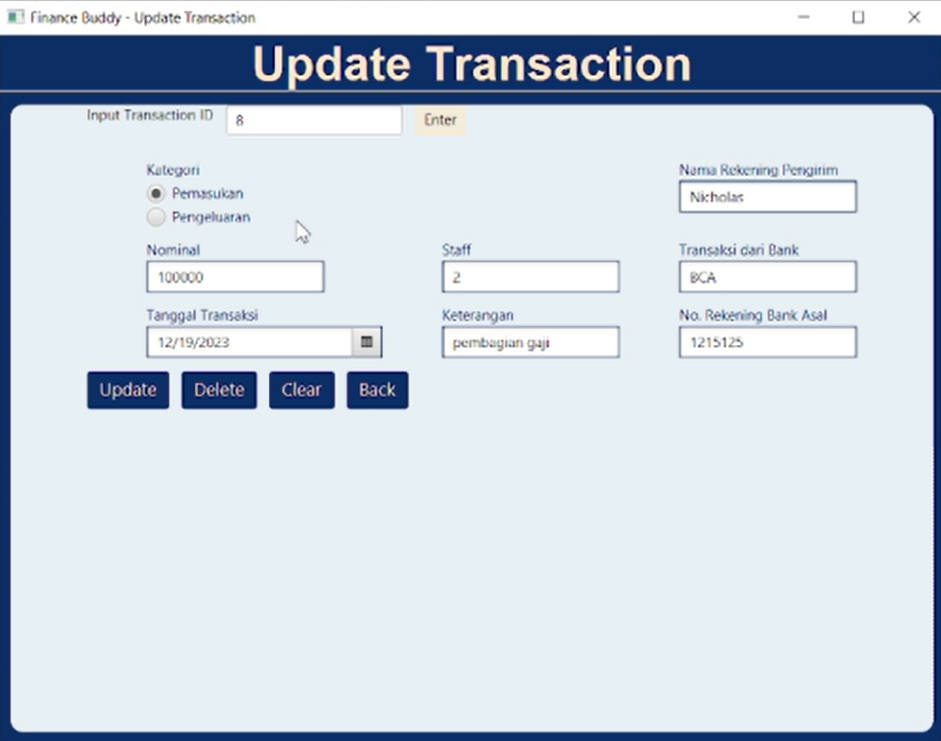 Finance Buddy - Update Transaction
Update Transaction
Input Transaction ID 8 Enter
Kategori
Pemasukan
Pengeluaran
Nama Rekening Pengirim
Nicholas
Nominal Staff Transaksi dari Bank
100000 2 BCA
Tanggal Transaksi Keterangan No. Rekening Bank Asal
12/19/2023 pembagian gaji 1215125
Update Delete Clear Back